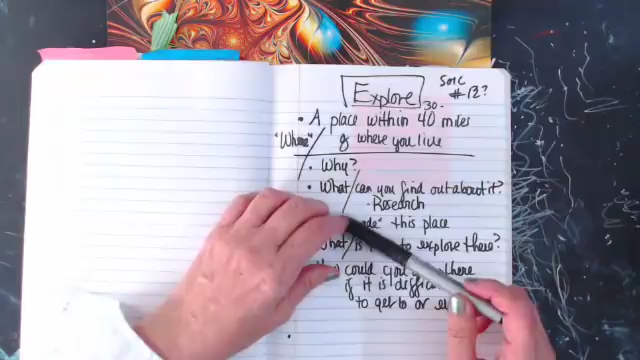 Explore
SOTC
#12?
30-
• A place within 40 miles
"Where" of where you live
• Why?
• What can you find out about it?
- Research
this place
What is to explore there?
could you there
if it is
to get to or